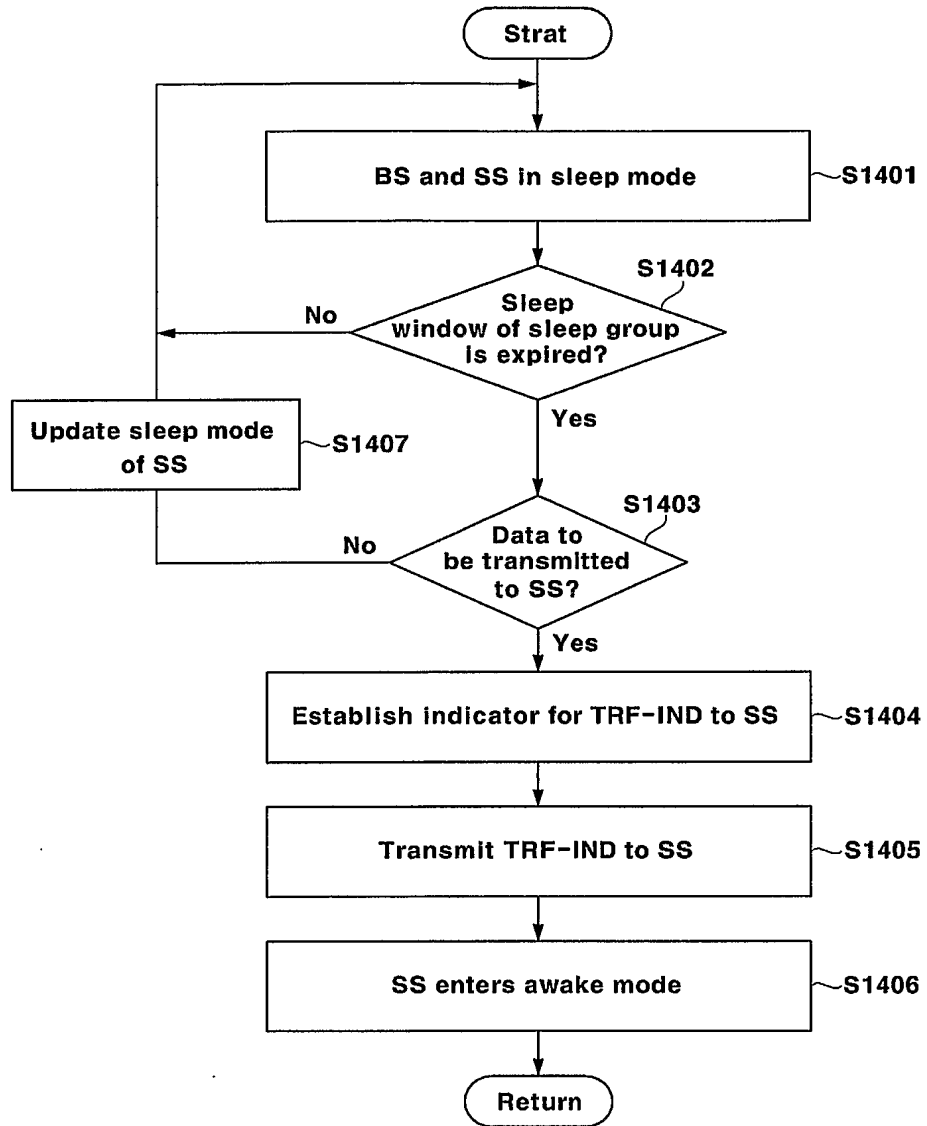 Strat
BS and SS in sleep mode
S1401
S1402
Sleep
window of sleep group
is expired?
No
Yes
Update sleep mode
of SS
S1407
S1403
Data to
be transmitted
to SS?
No
Yes
Establish indicator for TRF-IND to SS
S1404
Transmit TRF-IND to SS
S1405
SS enters awake mode
S1406
Return